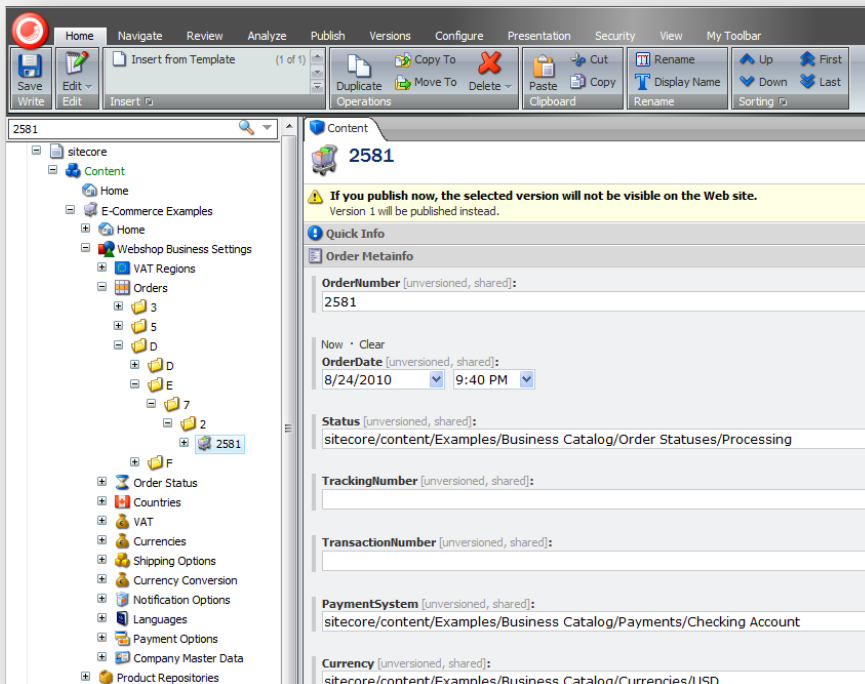 Home Navigate Review Analyze Publish Versions Configure Presentation Security View My Toolbar
Save
Write
Edit
Edit
Insert from Template (1 of 1)
Insert
Duplicate
Copy To
Move To
Delete
Operations
Paste
Cut
Copy
Clipboard
Rename
Display Name
Rename
Up
Down
First
Last
Sorting
2581
sitecore
Content
Home
E-Commerce Examples
Home
Webshop Business Settings
VAT Regions
Orders
3
5
D
D
E
7
2
2581
F
Order Status
Countries
VAT
Currencies
Shipping Options
Currency Conversion
Notification Options
Languages
Payment Options
Company Master Data
Product Repositories
Content
2581
If you publish now, the selected version will not be visible on the Web site.
Version 1 will be published instead.
Quick Info
Order Metainfo
OrderNumber [unversioned, shared]:
2581
Now · Clear
OrderDate [unversioned, shared]:
8/24/2010 9:40 PM
Status [unversioned, shared]:
sitecore/content/Examples/Business Catalog/Order Statuses/Processing
TrackingNumber [unversioned, shared]:
TransactionNumber [unversioned, shared]:
PaymentSystem [unversioned, shared]:
sitecore/content/Examples/Business Catalog/Payments/Checking Account
Currency [unversioned, shared]:
sitecore/content/Examples/Business Catalog/Currencies/USD